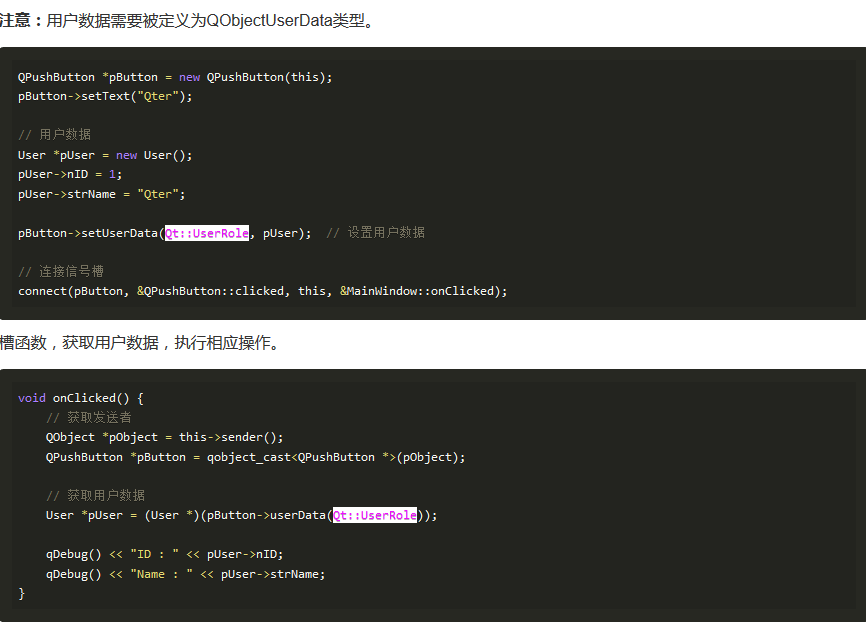 注意：用户数据需要被定义为QObjectUserData类型。
QPushButton *pButton = new QPushButton(this);
pButton->setText("Qter");
// 用户数据
User *pUser = new User();
pUser->nID = 1;
pUser->strName = "Qter";
pButton->setUserData(Qt::UserRole, pUser);  // 设置用户数据
// 连接信号槽
connect(pButton, &QPushButton::clicked, this, &MainWindow::onClicked);
槽函数，获取用户数据，执行相应操作。
void onClicked() {
    // 获取发送者
    QObject *pObject = this->sender();
    QPushButton *pButton = qobject_cast<QPushButton *>(pObject);
    // 获取用户数据
    User *pUser = (User *)(pButton->userData(Qt::UserRole));
    qDebug() << "ID : " << pUser->nID;
    qDebug() << "Name : " << pUser->strName;
}